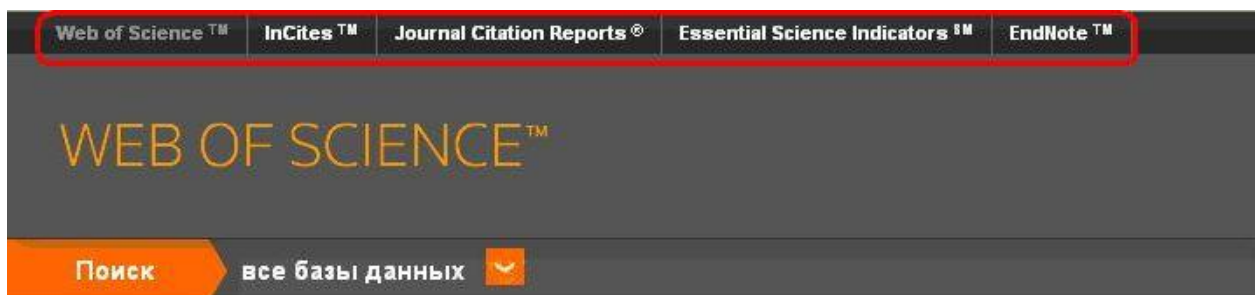 Web of Science ™ InCites ™ Journal Citation Reports ® Essential Science Indicators ℠ EndNote ™
WEB OF SCIENCE™
Поиск все базы данных